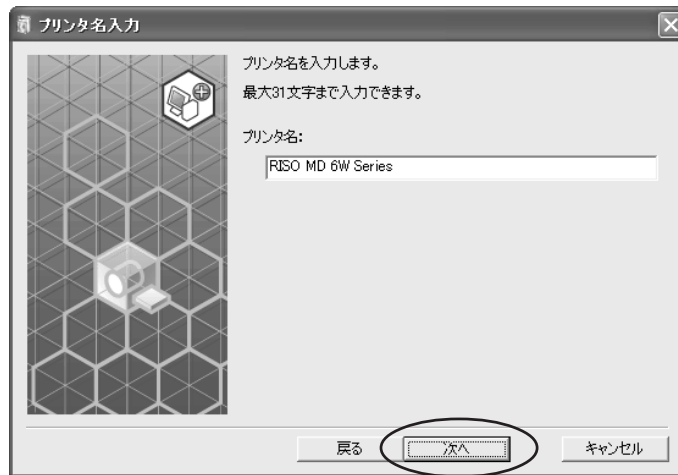 プリンタ名入力
プリンタ名を入力します。
最大31文字まで入力できます。
プリンタ名:
RISO MD 6W Series
戻る
次へ
キャンセル